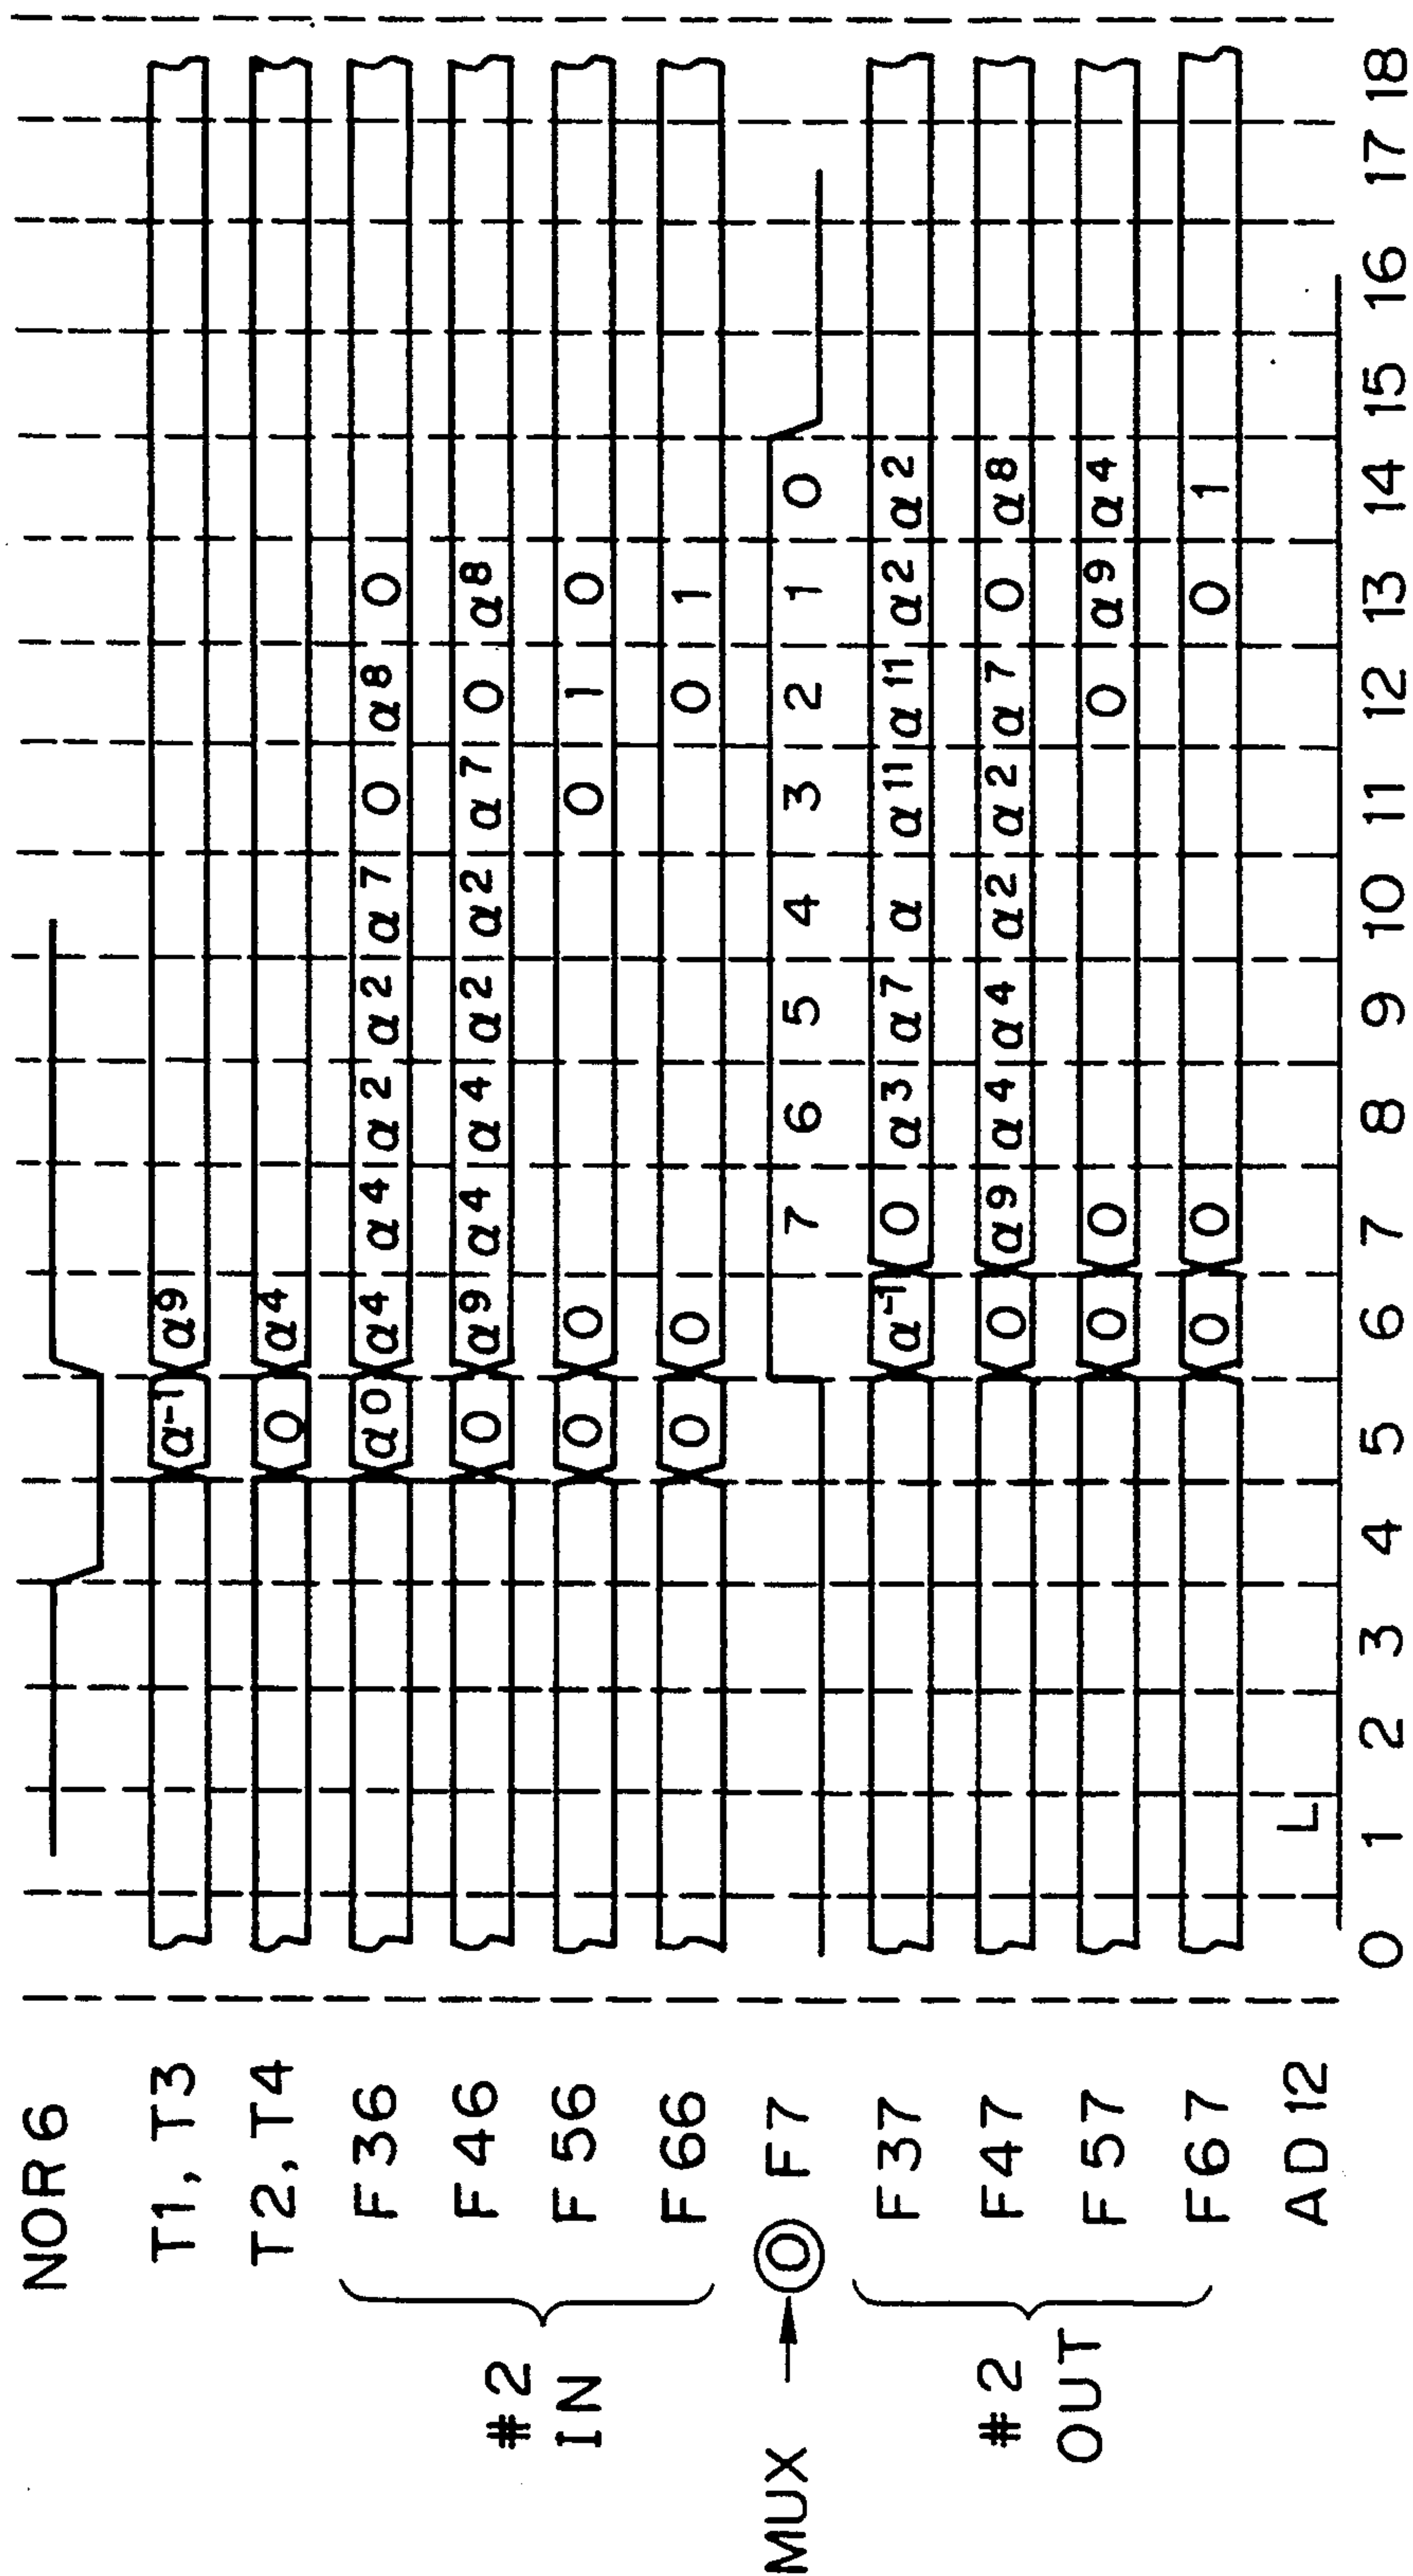 NOR 6
T1, T3 α⁻¹ α⁹
T2, T4 0 α⁴
#2 IN
F36 α⁰ α⁴ α⁴ α² α² α⁷ 0 α⁸ 0
F46 0 α⁹ α⁴ α⁴ α² α² α⁷ 0 α⁸
F56 0 0 0 1 0
F66 0 0 0 1
MUX → ⓪ F7 7 6 5 4 3 2 1 0
#2 OUT
F37 α⁻¹ 0 α³ α⁷ α α¹¹ α¹¹ α² α²
F47 0 α⁹ α⁴ α⁴ α² α² α⁷ 0 α⁸
F57 0 0 0 α⁹ α⁴
F67 0 0 0 1
AD12 L
0 1 2 3 4 5 6 7 8 9 10 11 12 13 14 15 16 17 18